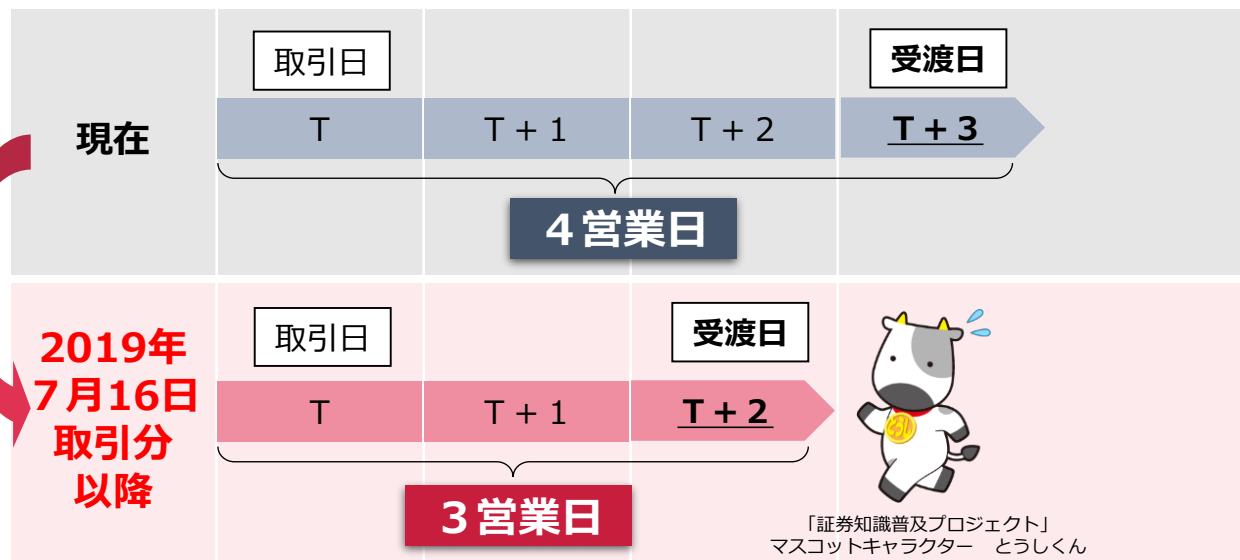 取引日
受渡日
現在
T
T + 1
T + 2
T + 3
4営業日
2019年
7月16日
取引分
以降
取引日
受渡日
T
T + 1
T + 2
3営業日
「証券知識普及プロジェクト」
マスコットキャラクター　とうしくん